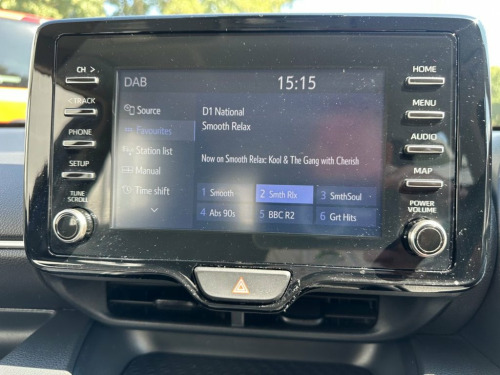 DAB 15:15
CH >
< TRACK
PHONE
SETUP
TUNE
SCROLL
Source
Favourites
Station list
Manual
Time shift
D1 National
Smooth Relax
Now on Smooth Relax: Kool & The Gang with Cherish
1 Smooth 2 Smth Rlx 3 SmthSoul
4 Abs 90s 5 BBC R2 6 Grt Hits
HOME
MENU
AUDIO
MAP
POWER
VOLUME